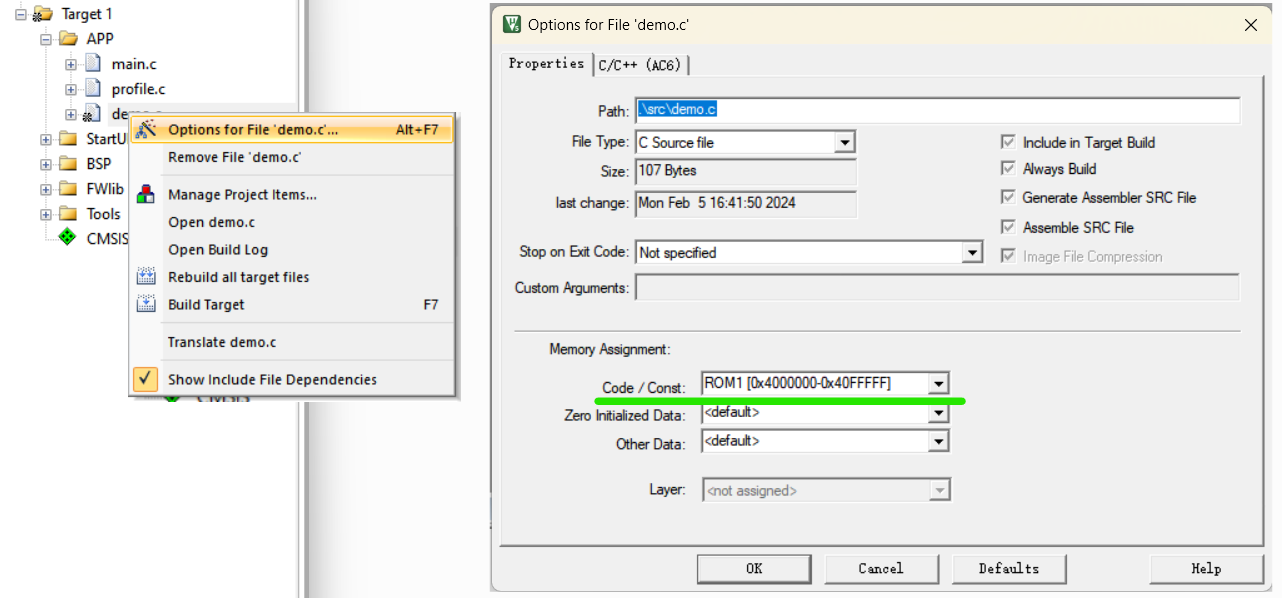 Target 1
APP
main.c
profile.c
Options for File 'demo.c'... Alt+F7
StartU
Remove File 'demo.c'
BSP
FWlib
Manage Project Items...
Tools
Open demo.c
CMSIS
Open Build Log
Rebuild all target files
Build Target F7
Translate demo.c
Show Include File Dependencies
CMSIS
Options for File 'demo.c'
Properties C/C++ (AC6)
Path: .\src\demo.c
File Type: C Source file
Size: 107 Bytes
last change: Mon Feb 5 16:41:50 2024
Stop on Exit Code: Not specified
Custom Arguments:
Include in Target Build
Always Build
Generate Assembler SRC File
Assemble SRC File
Image File Compression
Memory Assignment:
Code / Const: ROM1 [0x4000000-0x40FFFFF]
Zero Initialized Data: <default>
Other Data: <default>
Layer: <not assigned>
OK Cancel Defaults Help